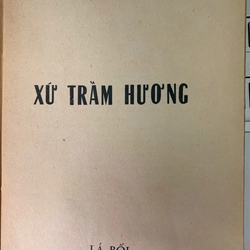 XỨ TRẦM HƯƠNG
LÁ BỐI